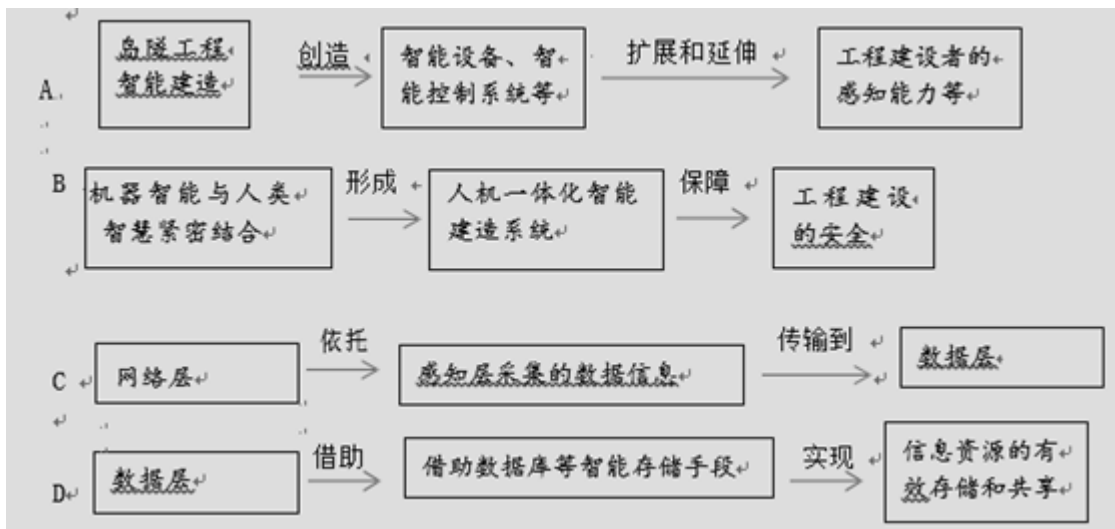 A 岛隧工程 智能建造 创造 智能设备、智 能控制系统等 扩展和延伸 工程建设者的 感知能力等
B 机器智能与人类 智慧紧密结合 形成 人机一体化智能 建造系统 保障 工程建设 的安全
C 网络层 依托 感知层采集的数据信息 传输到 数据层
D 数据层 借助 借助数据库等智能存储手段 实现 信息资源的有 效存储和共享